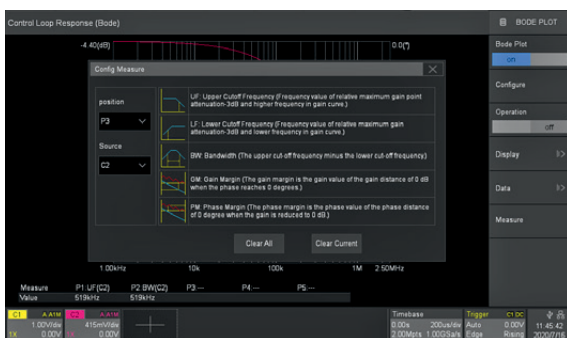 Control Loop Response (Bode)
BODE PLOT
-4.40(dB)
0.0(°)
Bode Plot
on
Config Measure
position
P3
Source
C2
UF: Upper Cutoff Frequency (Frequency value of relative maximum gain point
attenuation-3dB and higher frequency in gain curve.)
LF: Lower Cutoff Frequency (Frequency value of relative maximum gain
attenuation-3dB and lower frequency in gain curve.)
BW: Bandwidth (The upper cut-off frequency minus the lower cut-off frequency)
GM: Gain Margin (The gain margin is the gain value of the gain distance of 0 dB
when the phase reaches 0 degrees.)
PM: Phase Margin (The phase margin is the phase value of the phase distance
of 0 degree when the gain is reduced to 0 dB.)
Clear All
Clear Current
Configure
Operation
off
Display
Data
Measure
1.00kHz
10k
100k
1M
2.50MHz
Measure P1:UF(C2) P2:BW(C2) P3:--- P4:--- P5:---
Value 519kHz 519kHz
C1 A A1M
1.00V/div
1X 0.00V
C2 A A1M
415mV/div
1X 0.00V
Timebase
0.00s 200us/div
2.00Mpts 1.00GSa/s
Trigger C1 DC
Auto 0.00V
Edge Rising
11:45:42
2020/7/16